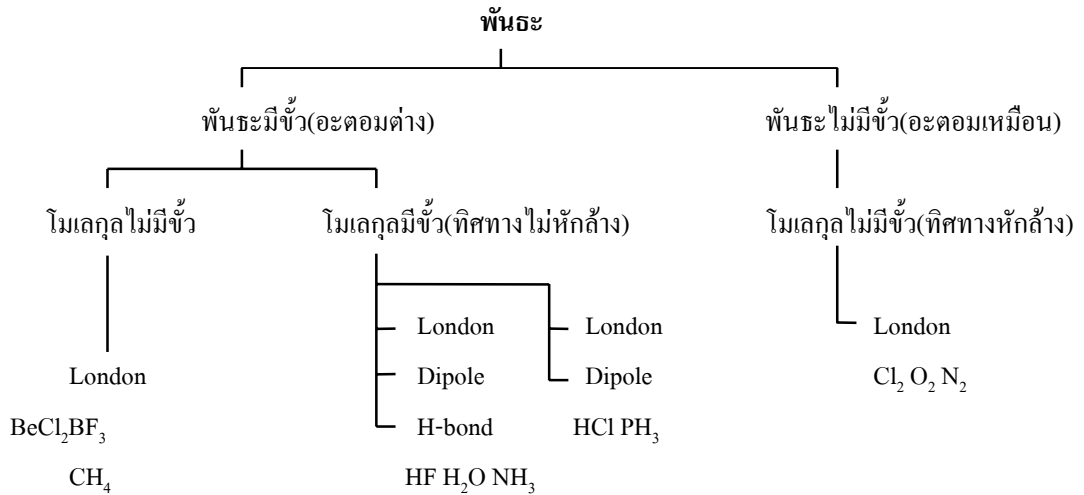 พันธะ
พันธะมีขั้ว(อะตอมต่าง) พันธะไม่มีขั้ว(อะตอมเหมือน)
โมเลกุลไม่มีขั้ว โมเลกุลมีขั้ว(ทิศทางไม่หักล้าง) โมเลกุลไม่มีขั้ว(ทิศทางหักล้าง)
London London London
London Dipole Dipole Cl₂ O₂ N₂
BeCl₂BF₃ H-bond HCl PH₃
CH₄ HF H₂O NH₃